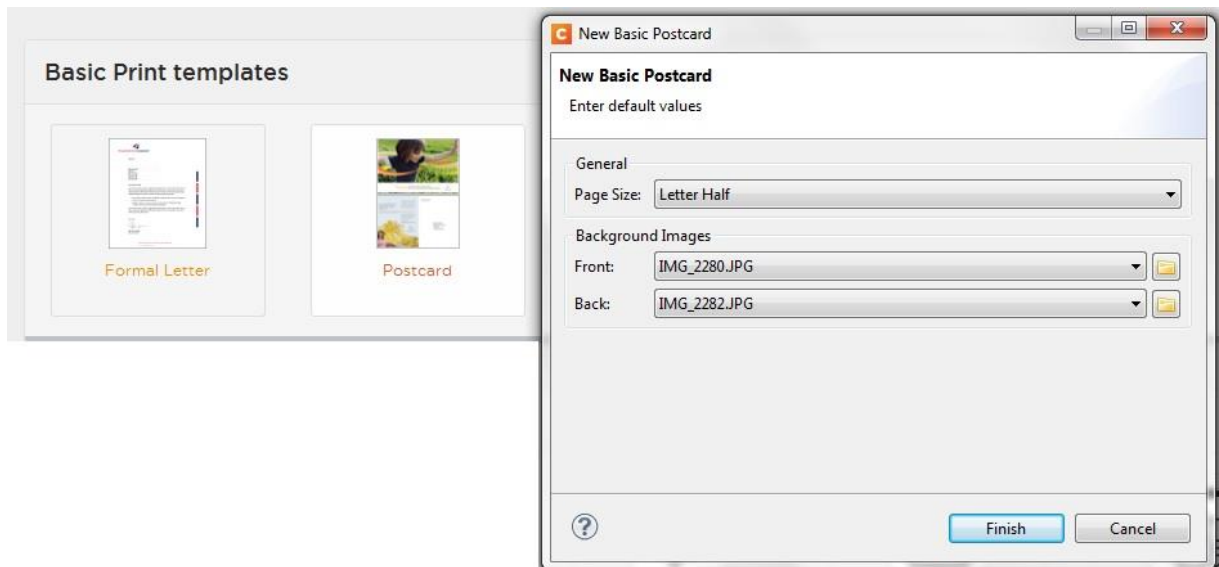 Basic Print templates
Formal Letter
Postcard
C New Basic Postcard
New Basic Postcard
Enter default values
General
Page Size: Letter Half
Background Images
Front: IMG_2280.JPG
Back: IMG_2282.JPG
?
Finish Cancel